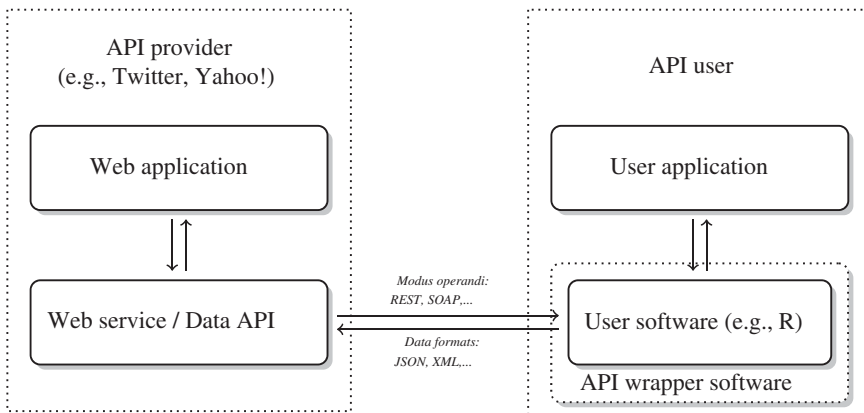 API provider
(e.g., Twitter, Yahoo!)
API user
Web application
User application
Modus operandi:
REST, SOAP,...
Web service / Data API
User software (e.g., R)
Data formats:
JSON, XML,...
API wrapper software